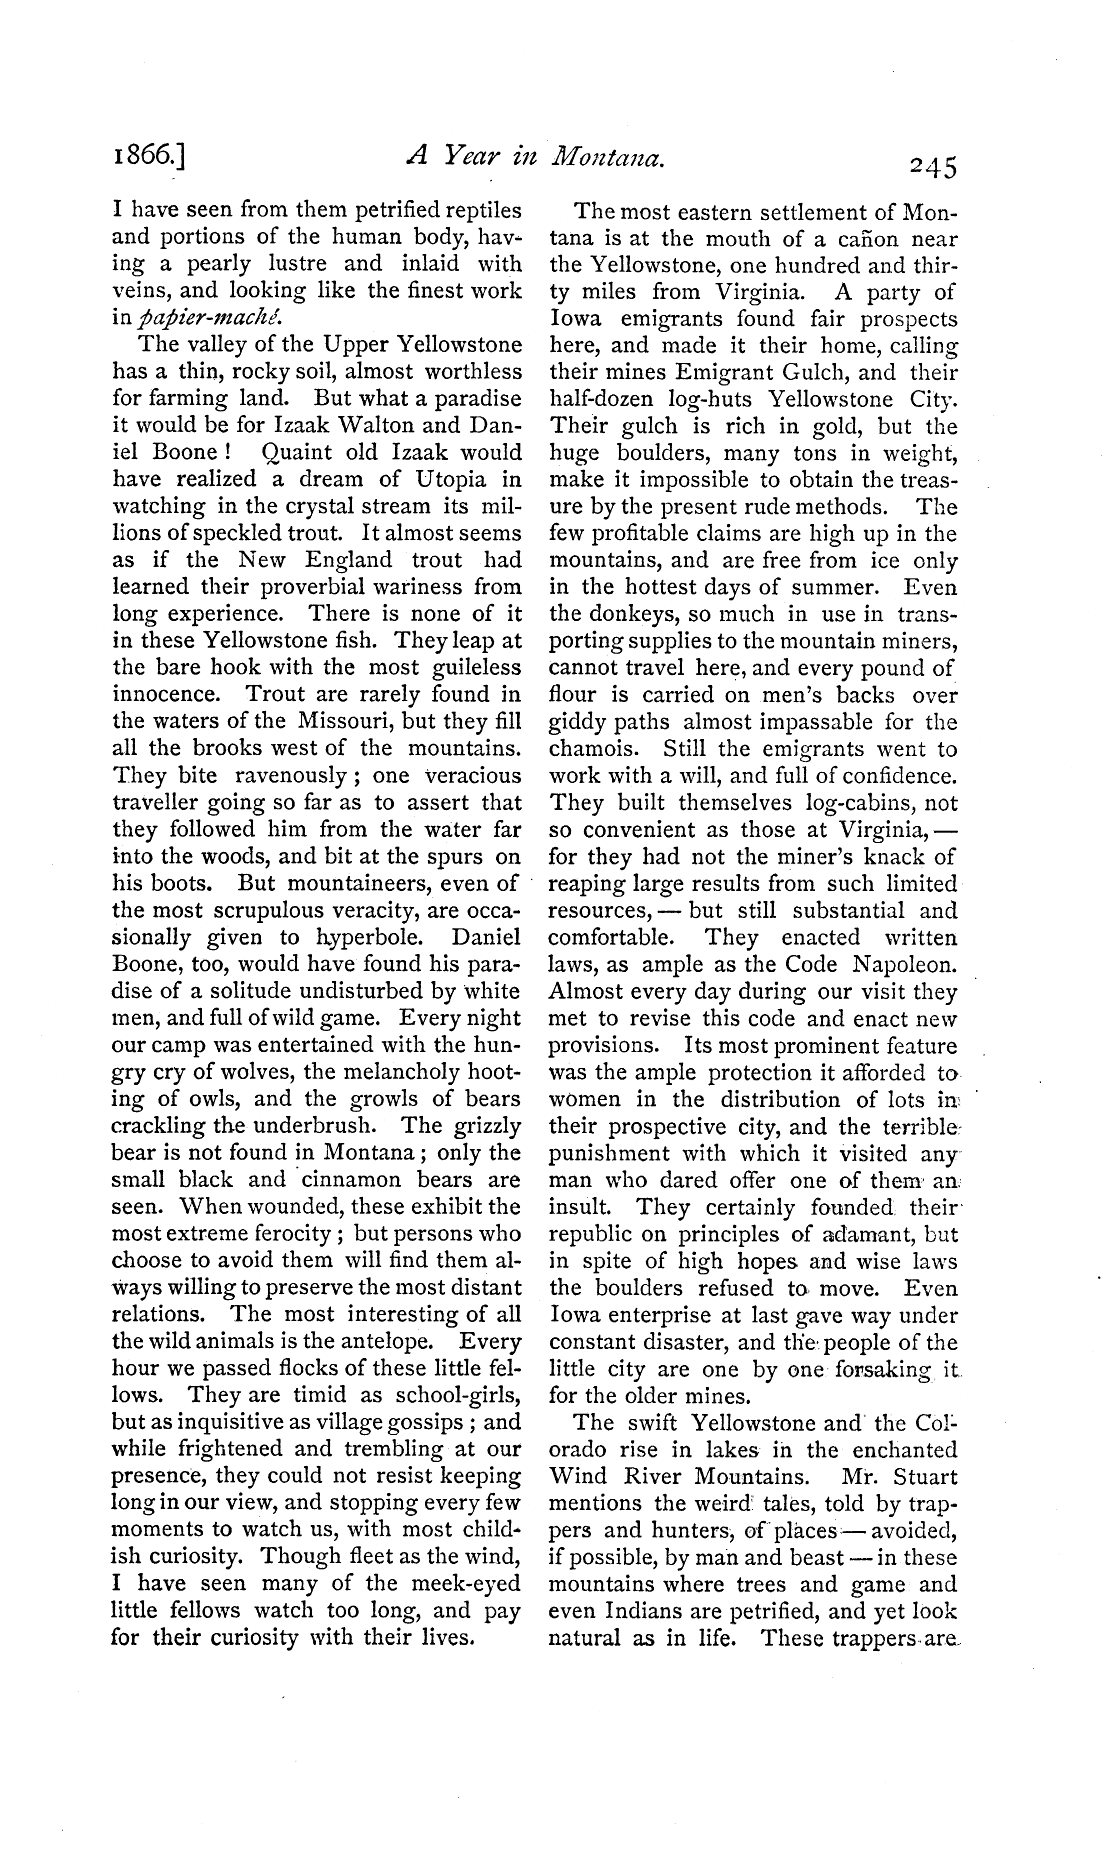 1866.] A Year in Montana. 245
I have seen from them petrified reptiles
and portions of the human body, hav-
ing a pearly lustre and inlaid with
veins, and looking like the finest work
in papier-maché.
The valley of the Upper Yellowstone
has a thin, rocky soil, almost worthless
for farming land. But what a paradise
it would be for Izaak Walton and Dan-
iel Boone ! Quaint old Izaak would
have realized a dream of Utopia in
watching in the crystal stream its mil-
lions of speckled trout. It almost seems
as if the New England trout had
learned their proverbial wariness from
long experience. There is none of it
in these Yellowstone fish. They leap at
the bare hook with the most guileless
innocence. Trout are rarely found in
the waters of the Missouri, but they fill
all the brooks west of the mountains.
They bite ravenously ; one veracious
traveller going so far as to assert that
they followed him from the water far
into the woods, and bit at the spurs on
his boots. But mountaineers, even of
the most scrupulous veracity, are occa-
sionally given to hyperbole. Daniel
Boone, too, would have found his para-
dise of a solitude undisturbed by white
men, and full of wild game. Every night
our camp was entertained with the hun-
gry cry of wolves, the melancholy hoot-
ing of owls, and the growls of bears
crackling the underbrush. The grizzly
bear is not found in Montana ; only the
small black and cinnamon bears are
seen. When wounded, these exhibit the
most extreme ferocity ; but persons who
choose to avoid them will find them al-
ways willing to preserve the most distant
relations. The most interesting of all
the wild animals is the antelope. Every
hour we passed flocks of these little fel-
lows. They are timid as school-girls,
but as inquisitive as village gossips ; and
while frightened and trembling at our
presence, they could not resist keeping
long in our view, and stopping every few
moments to watch us, with most child-
ish curiosity. Though fleet as the wind,
I have seen many of the meek-eyed
little fellows watch too long, and pay
for their curiosity with their lives.
The most eastern settlement of Mon-
tana is at the mouth of a cañon near
the Yellowstone, one hundred and thir-
ty miles from Virginia. A party of
Iowa emigrants found fair prospects
here, and made it their home, calling
their mines Emigrant Gulch, and their
half-dozen log-huts Yellowstone City.
Their gulch is rich in gold, but the
huge boulders, many tons in weight,
make it impossible to obtain the treas-
ure by the present rude methods. The
few profitable claims are high up in the
mountains, and are free from ice only
in the hottest days of summer. Even
the donkeys, so much in use in trans-
porting supplies to the mountain miners,
cannot travel here, and every pound of
flour is carried on men's backs over
giddy paths almost impassable for the
chamois. Still the emigrants went to
work with a will, and full of confidence.
They built themselves log-cabins, not
so convenient as those at Virginia, —
for they had not the miner's knack of
reaping large results from such limited
resources, — but still substantial and
comfortable. They enacted written
laws, as ample as the Code Napoleon.
Almost every day during our visit they
met to revise this code and enact new
provisions. Its most prominent feature
was the ample protection it afforded to
women in the distribution of lots in
their prospective city, and the terrible
punishment with which it visited any
man who dared offer one of them an
insult. They certainly founded their
republic on principles of adamant, but
in spite of high hopes and wise laws
the boulders refused to move. Even
Iowa enterprise at last gave way under
constant disaster, and the people of the
little city are one by one forsaking it
for the older mines.
The swift Yellowstone and the Col-
orado rise in lakes in the enchanted
Wind River Mountains. Mr. Stuart
mentions the weird tales, told by trap-
pers and hunters, of places — avoided,
if possible, by man and beast — in these
mountains where trees and game and
even Indians are petrified, and yet look
natural as in life. These trappers are